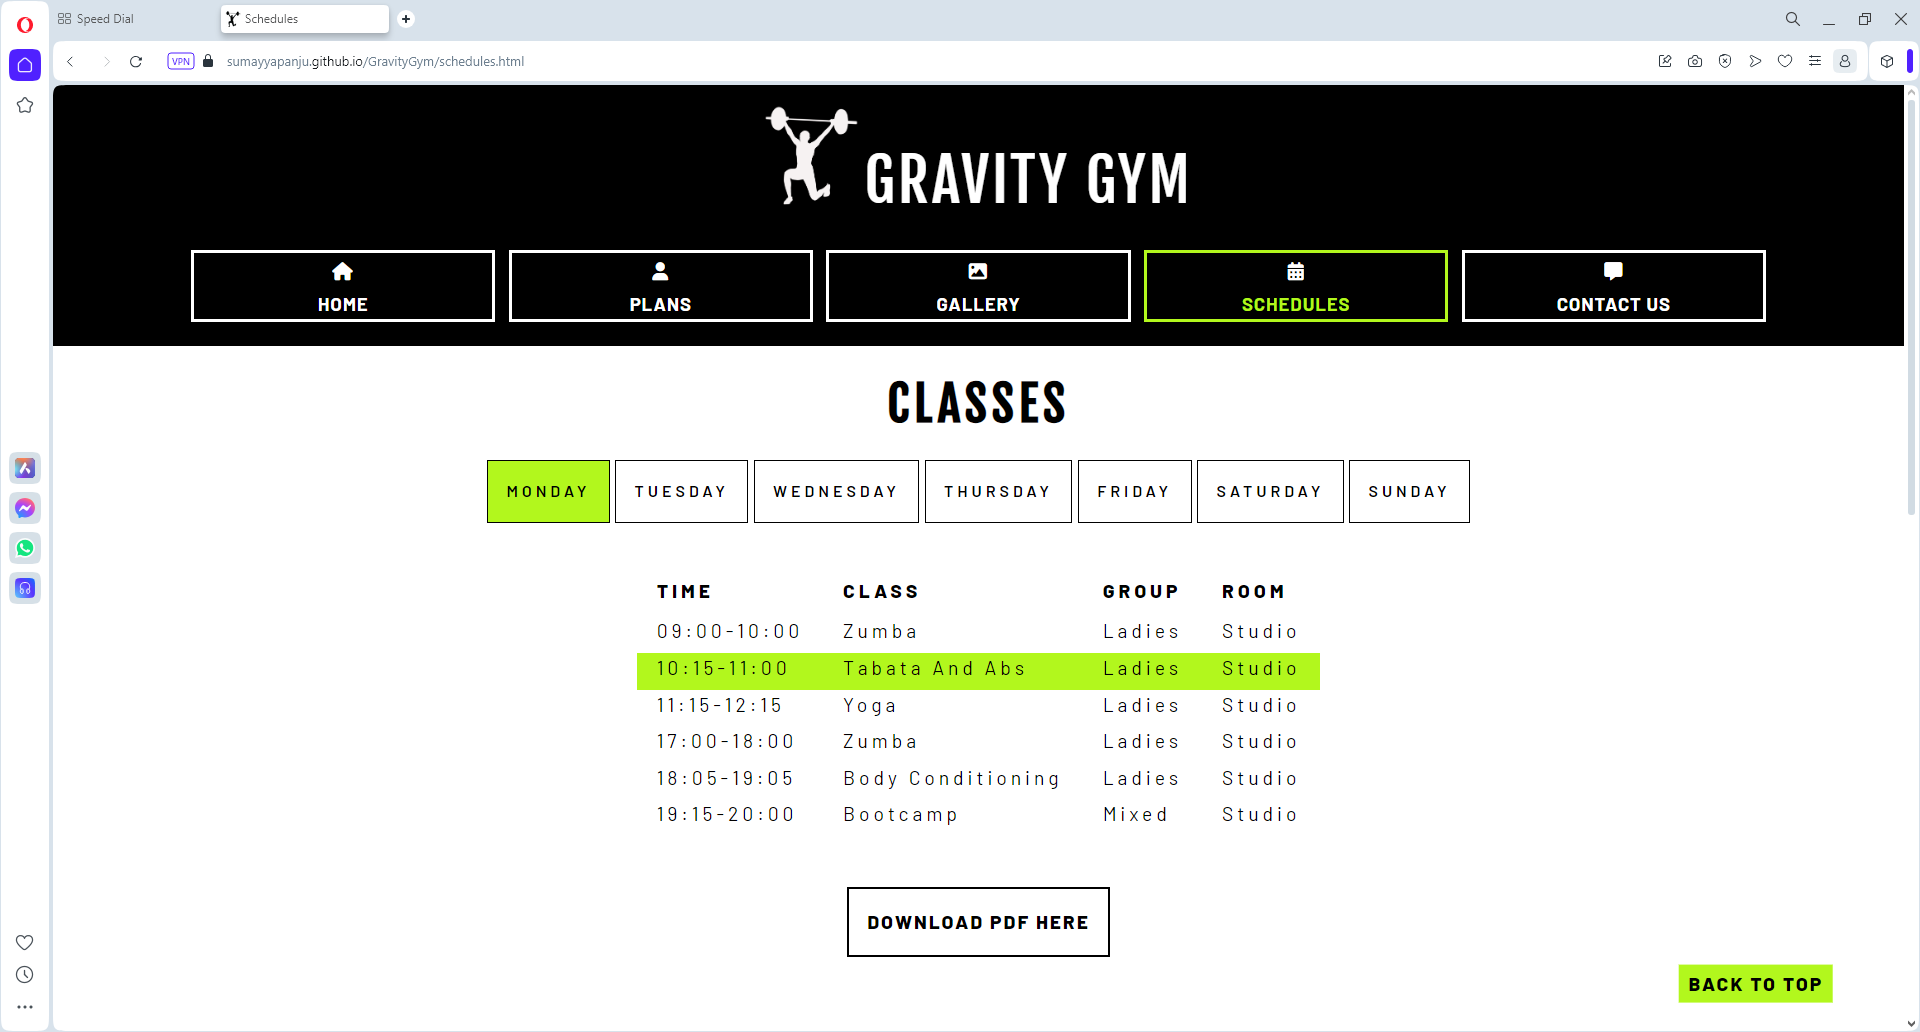 Speed Dial
Schedules
VPN
sumayyapanju.github.io/GravityGym/schedules.html
GRAVITY GYM
HOME
PLANS
GALLERY
SCHEDULES
CONTACT US
CLASSES
MONDAY
TUESDAY
WEDNESDAY
THURSDAY
FRIDAY
SATURDAY
SUNDAY
TIME CLASS GROUP ROOM
09:00-10:00 Zumba Ladies Studio
10:15-11:00 Tabata And Abs Ladies Studio
11:15-12:15 Yoga Ladies Studio
17:00-18:00 Zumba Ladies Studio
18:05-19:05 Body Conditioning Ladies Studio
19:15-20:00 Bootcamp Mixed Studio
DOWNLOAD PDF HERE
BACK TO TOP